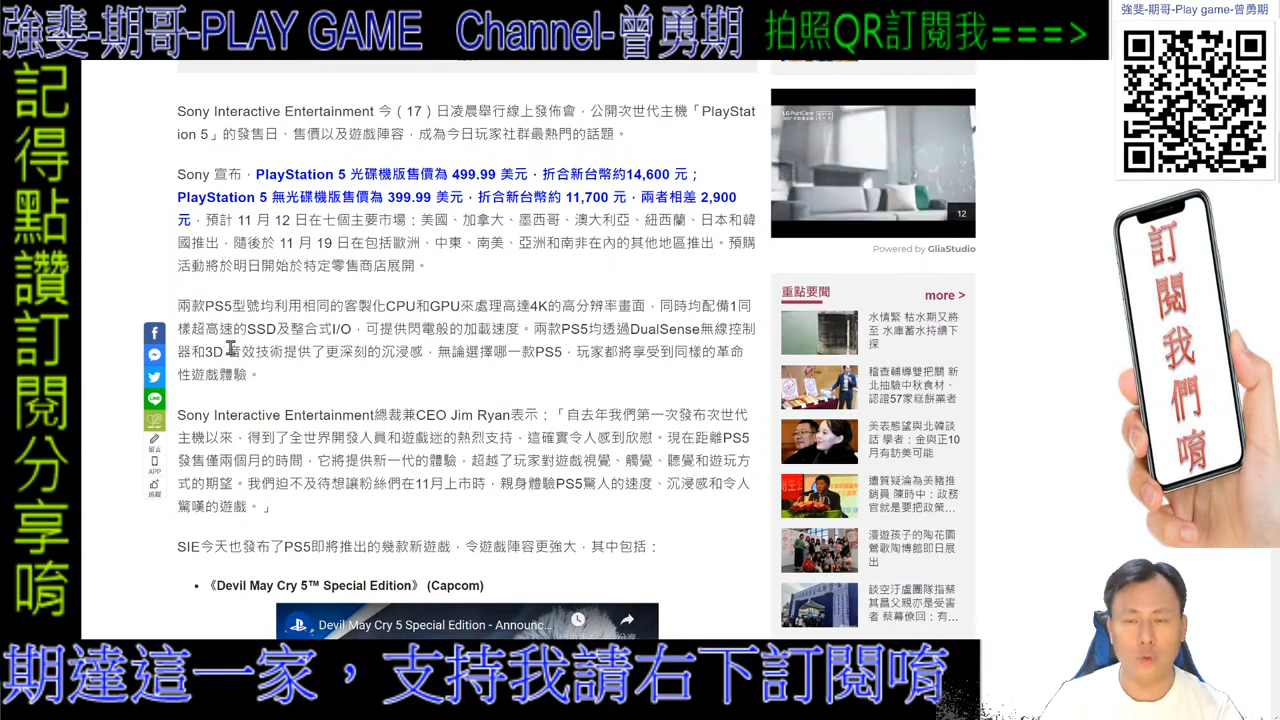 強斐-期哥-PLAY GAME Channel-曾勇期 拍照QR訂閱我===>
強斐-期哥-Play game-曾勇期
記得點讚訂閱分享唷
Sony Interactive Entertainment 今（17）日凌晨舉行線上發佈會，公開次世代主機「PlayStat
ion 5」的發售日、售價以及遊戲陣容，成為今日玩家社群最熱門的話題。
Sony 宣布，PlayStation 5 光碟機版售價為 499.99 美元，折合新台幣約14,600 元；
PlayStation 5 無光碟機版售價為 399.99 美元，折合新台幣約 11,700 元，兩者相差 2,900
元，預計 11 月 12 日在七個主要市場：美國、加拿大、墨西哥、澳大利亞、紐西蘭、日本和韓
國推出，隨後於 11 月 19 日在包括歐洲、中東、南美、亞洲和南非在內的其他地區推出。預購
活動將於明日開始於特定零售商店展開。
兩款PS5型號均利用相同的客製化CPU和GPU來處理高達4K的高分辨率畫面，同時均配備1同
樣超高速的SSD及整合式I/O，可提供閃電般的加載速度。兩款PS5均透過DualSense無線控制
器和3D 音效技術提供了更深刻的沉浸感，無論選擇哪一款PS5，玩家都將享受到同樣的革命
性遊戲體驗。
Sony Interactive Entertainment總裁兼CEO Jim Ryan表示：「自去年我們第一次發布次世代
主機以來，得到了全世界開發人員和遊戲迷的熱烈支持，這確實令人感到欣慰。現在距離PS5
發售僅兩個月的時間，它將提供新一代的體驗，超越了玩家對遊戲視覺、觸覺、聽覺和遊玩方
式的期望。我們迫不及待想讓粉絲們在11月上市時，親身體驗PS5驚人的速度、沉浸感和令人
驚嘆的遊戲。」
SIE今天也發布了PS5即將推出的幾款新遊戲，令遊戲陣容更強大，其中包括：
• 《Devil May Cry 5™ Special Edition》 (Capcom)
Devil May Cry 5 Special Edition - Announc...
留言
APP
追蹤
LG PuriCare
12
Powered by GliaStudio
重點要聞
more >
水情緊 枯水期又將
至 水庫蓄水持續下
探
稽查輔導雙把關 新
北抽驗中秋食材、
認證57家糕餅業者
美表態望與北韓談
話 學者：金與正10
月有訪美可能
遭質疑淪為美豬推
銷員 陳時中：政務
官就是要把政策...
漫遊孩子的陶花園
鶯歌陶博館即日展
出
談空汙虛團隊指蔡
其昌父親亦是受害
者 蔡幕僚回：有...
訂閱我們唷
期達這一家，支持我請右下訂閱唷